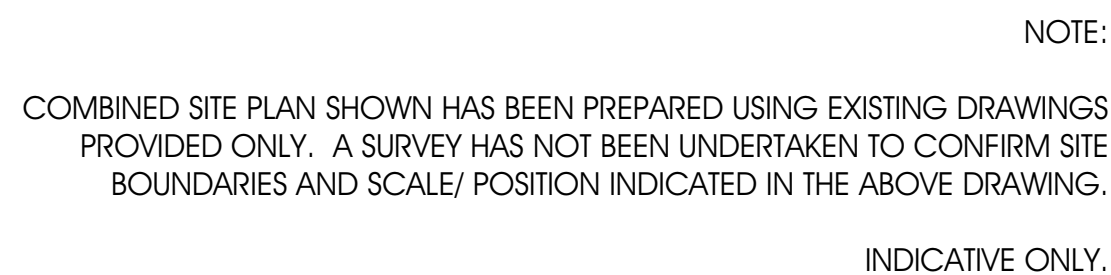 NOTE:
COMBINED SITE PLAN SHOWN HAS BEEN PREPARED USING EXISTING DRAWINGS
PROVIDED ONLY.  A SURVEY HAS NOT BEEN UNDERTAKEN TO CONFIRM SITE
BOUNDARIES AND SCALE/ POSITION INDICATED IN THE ABOVE DRAWING.
INDICATIVE ONLY.